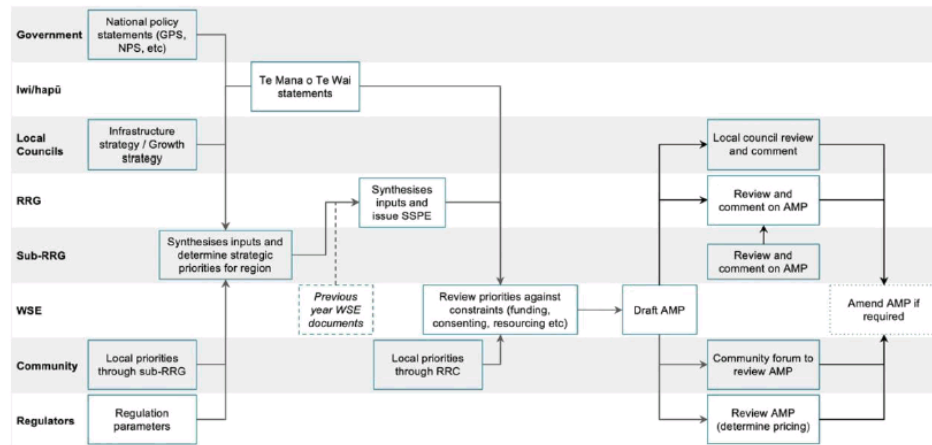 Government
National policy
statements (GPS,
NPS, etc)
Iwi/hapū
Te Mana o Te Wai
statements
Local
Councils
Infrastructure
strategy / Growth
strategy
Local council review
and comment
RRG
Synthesises
inputs and
issue SSPE
Review and
comment on AMP
Sub-RRG
Synthesises inputs and
determine strategic
priorities for region
Review and
comment on AMP
WSE
Previous
year WSE
documents
Review priorities against
constraints (funding,
consenting, resourcing etc)
Draft AMP
Amend AMP if
required
Community
Local priorities
through sub-RRG
Local priorities
through RRC
Community forum to
review AMP
Regulators
Regulation
parameters
Review AMP
(determine pricing)